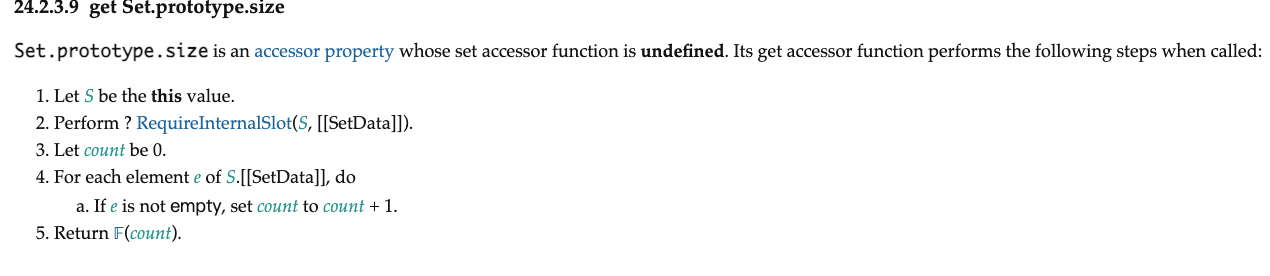 24.2.3.9 get Set.prototype.size
Set.prototype.size is an accessor property whose set accessor function is undefined. Its get accessor function performs the following steps when called:
1. Let S be the this value.
2. Perform ? RequireInternalSlot(S, [[SetData]]).
3. Let count be 0.
4. For each element e of S.[[SetData]], do
a. If e is not empty, set count to count + 1.
5. Return 𝔽(count).